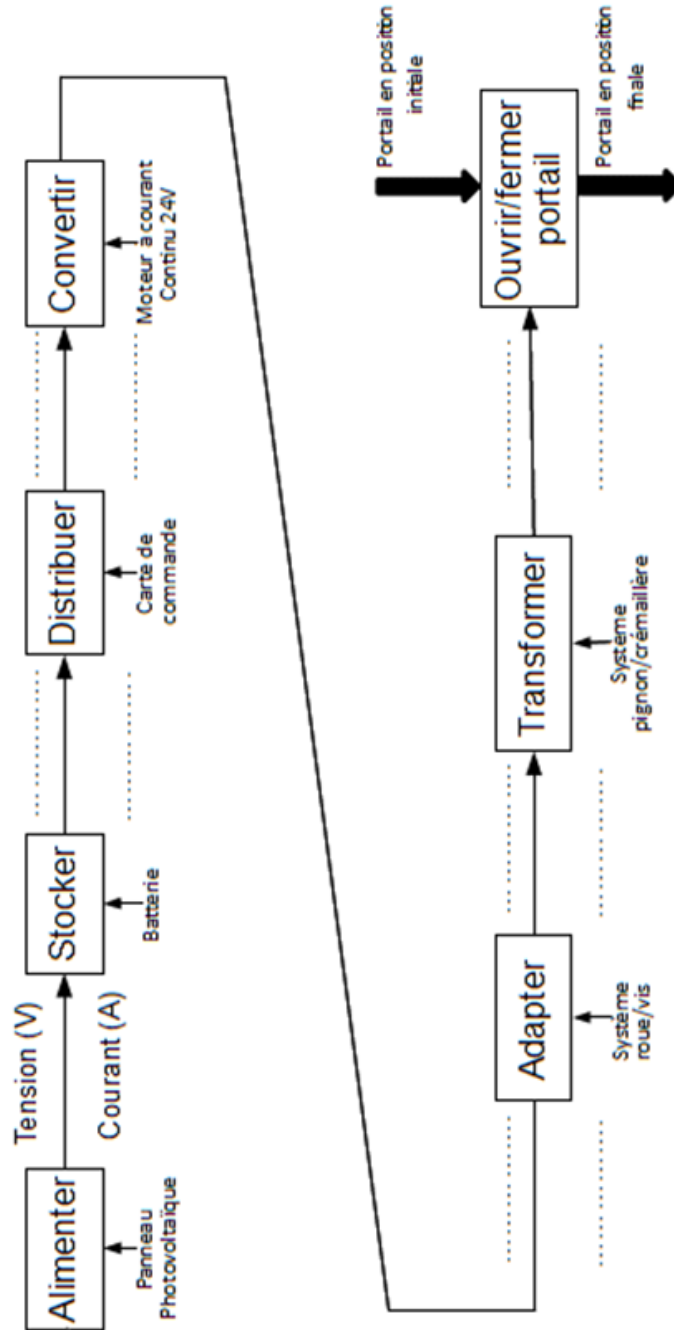 Alimenter
Panneau
Photovoltaïque
Tension (V)
Courant (A)
Stocker
Batterie
Distribuer
Carte de
commande
Convertir
Moteur à courant
Continu 24V
Adapter
Système
roue/vis
Transformer
Système
pignon/crémaillère
Portail en position
initiale
Ouvrir/fermer
portail
Portail en position
fnale